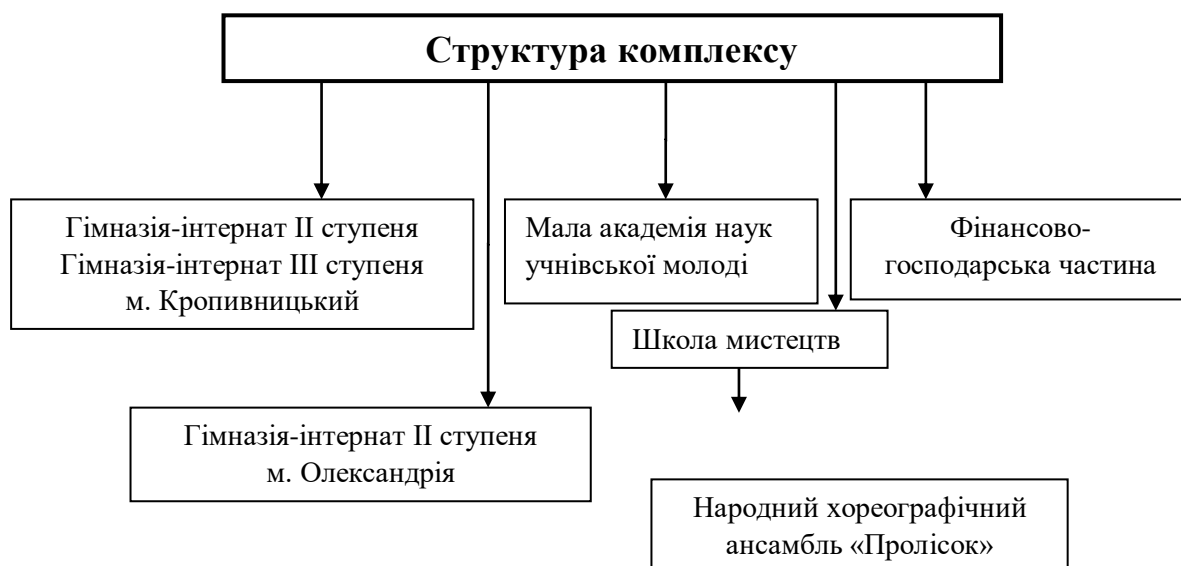 Структура комплексу
Гімназія-інтернат ІІ ступеня
Гімназія-інтернат ІІІ ступеня
м. Кропивницький
Мала академія наук
учнівської молоді
Фінансово-
господарська частина
Школа мистецтв
Гімназія-інтернат ІІ ступеня
м. Олександрія
Народний хореографічний
ансамбль «Пролісок»